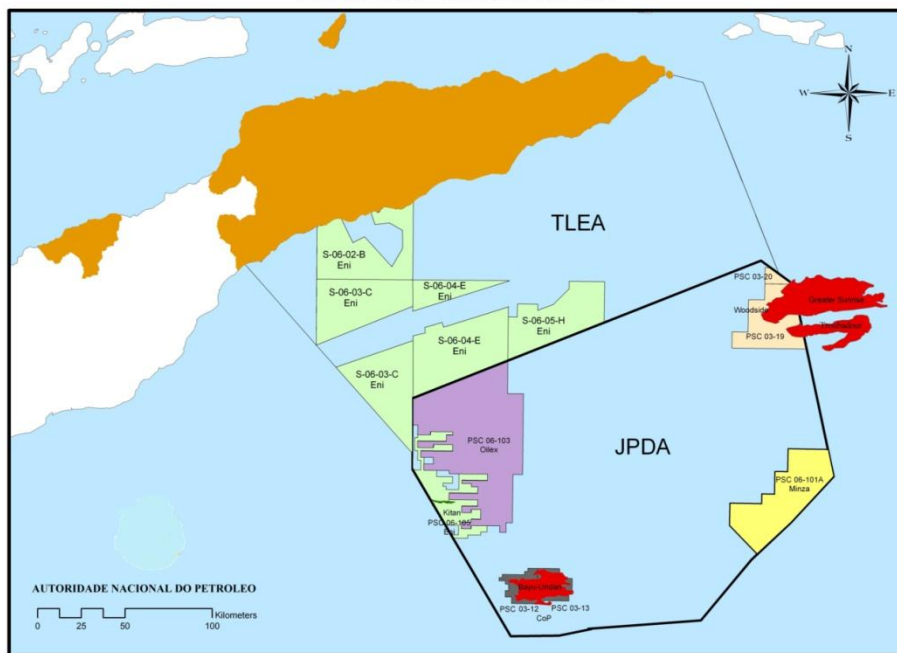 N
W E
S
TLEA
S-06-02-B
Eni
S-06-03-C
Eni
S-06-04-E
Eni
S-06-05-H
Eni
S-06-04-E
Eni
S-06-03-C
Eni
PSC 03-20
Greater Sunrise
Woodside
Troubadour
PSC 03-19
JPDA
PSC 06-103
Oilex
PSC 06-101A
Minza
Kitan
PSC 06-105
Eni
Bayu-Undan
PSC 03-12 PSC 03-13
CoP
AUTORIDADE NACIONAL DO PETROLEO
Kilometers
0 25 50 100